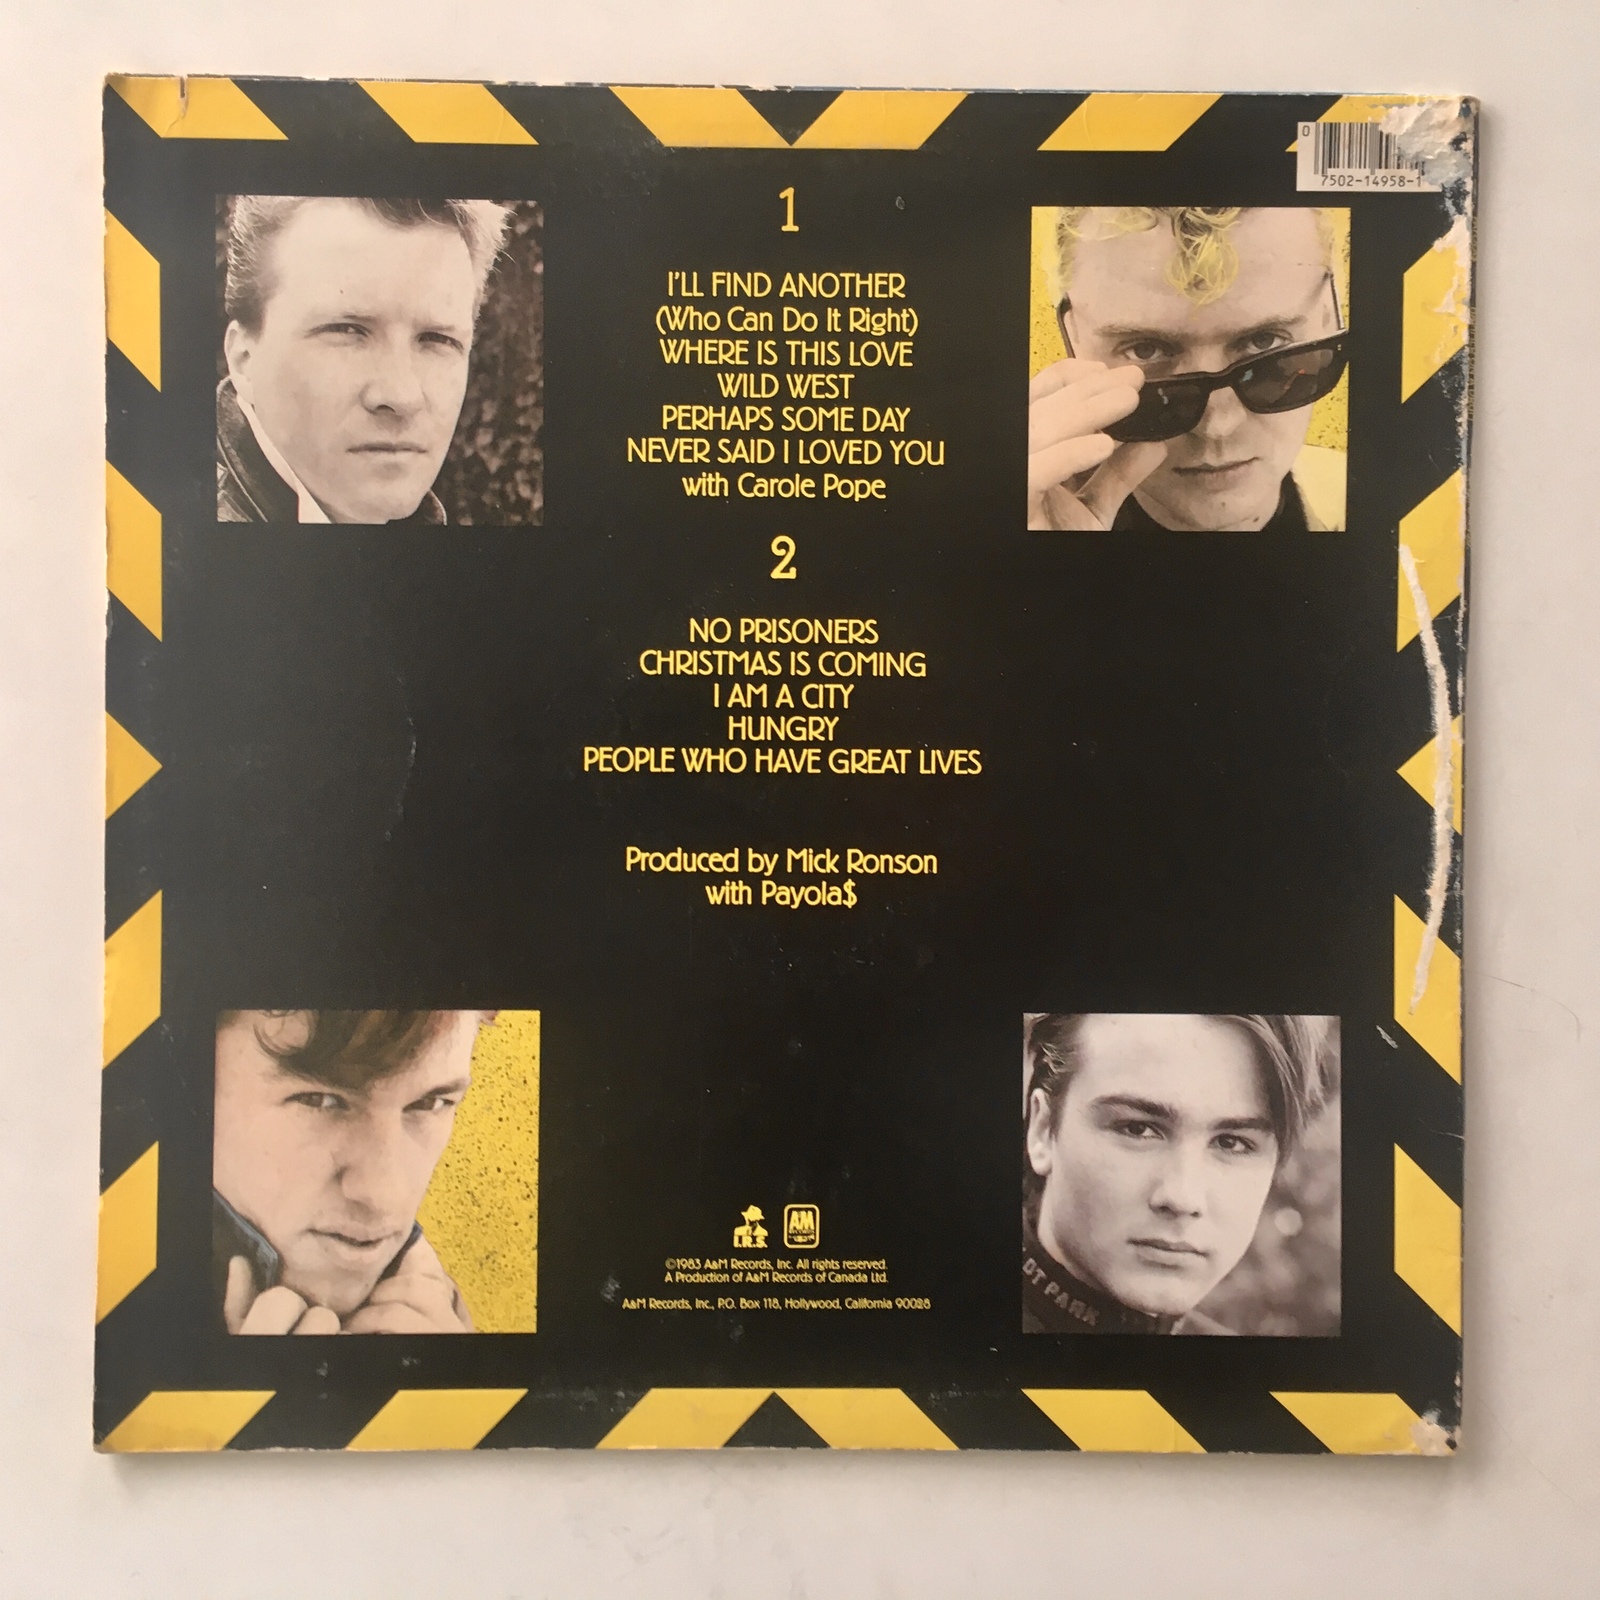 0
7502-14958-1
1
I'LL FIND ANOTHER
(Who Can Do It Right)
WHERE IS THIS LOVE
WILD WEST
PERHAPS SOME DAY
NEVER SAID I LOVED YOU
with Carole Pope
2
NO PRISONERS
CHRISTMAS IS COMING
I AM A CITY
HUNGRY
PEOPLE WHO HAVE GREAT LIVES
Produced by Mick Ronson
with Payola$
I.R.S.
A&M
RECORDS
©1983 A&M Records, Inc. All rights reserved.
A Production of A&M Records of Canada Ltd.
A&M Records, Inc., P.O. Box 118, Hollywood, California 90028
PARK